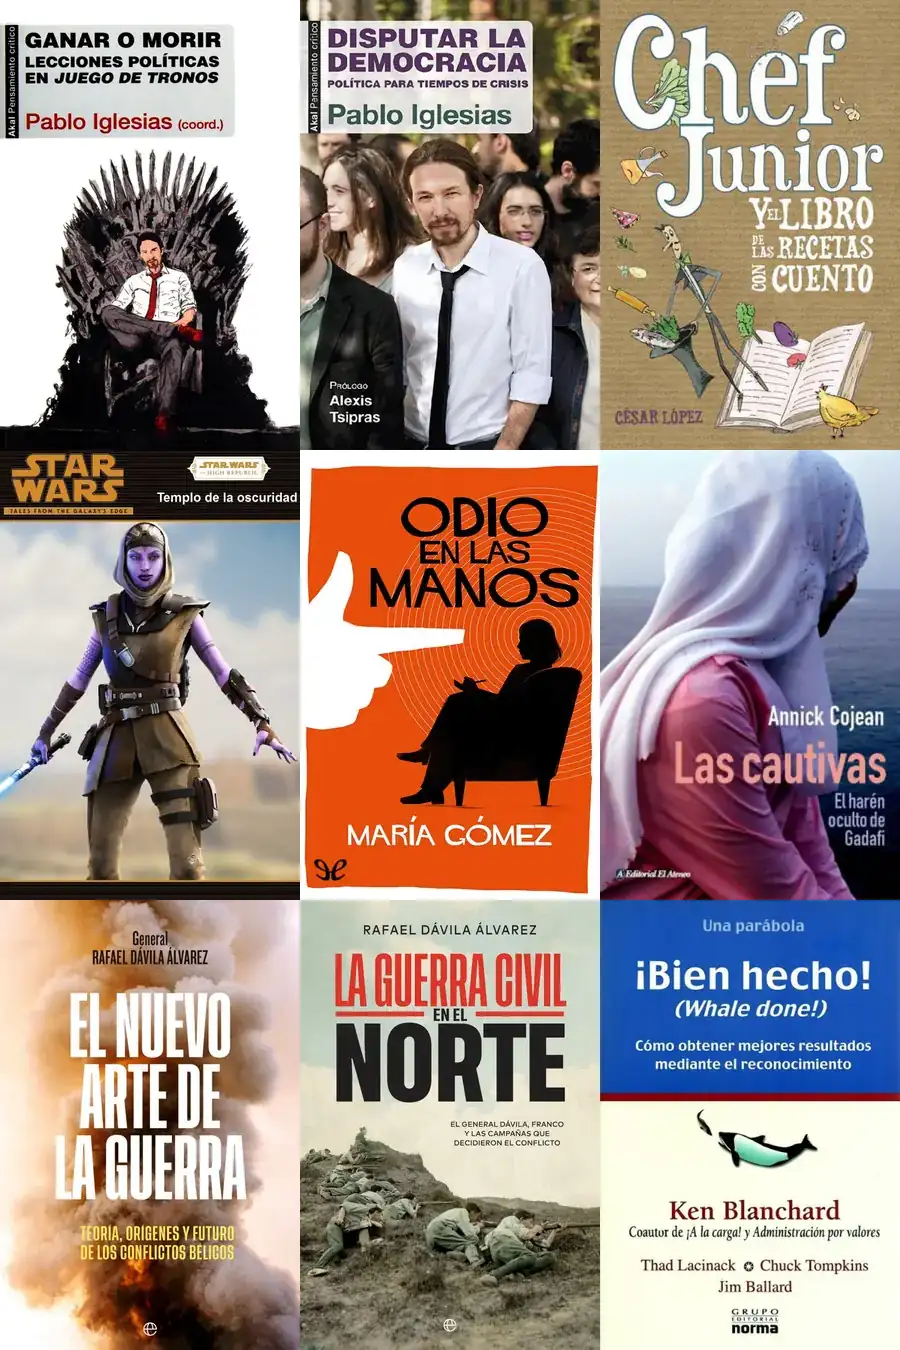 Akal Pensamiento crítico
GANAR O MORIR
LECCIONES POLÍTICAS
EN JUEGO DE TRONOS
Pablo Iglesias (coord.)
Akal Pensamiento crítico
DISPUTAR LA
DEMOCRACIA
POLÍTICA PARA TIEMPOS DE CRISIS
Pablo Iglesias
PRÓLOGO
Alexis
Tsipras
Chef
Junior
Y EL LIBRO
DE LAS RECETAS
CON CUENTO
CÉSAR LÓPEZ
STAR
WARS
TALES FROM THE GALAXY'S EDGE
STAR WARS
THE HIGH REPUBLIC
Templo de la oscuridad
ODIO
EN LAS
MANOS
MARÍA GÓMEZ
Annick Cojean
Las cautivas
El harén
oculto de
Gadafi
Editorial El Ateneo
General
RAFAEL DÁVILA ÁLVAREZ
EL NUEVO
ARTE DE
LA GUERRA
TEORÍA, ORÍGENES Y FUTURO
DE LOS CONFLICTOS BÉLICOS
RAFAEL DÁVILA ÁLVAREZ
LA GUERRA CIVIL
EN EL
NORTE
EL GENERAL DÁVILA, FRANCO
Y LAS CAMPAÑAS QUE
DECIDIERON EL CONFLICTO
Una parábola
¡Bien hecho!
(Whale done!)
Cómo obtener mejores resultados
mediante el reconocimiento
Ken Blanchard
Coautor de ¡A la carga! y Administración por valores
Thad Lacinack ✪ Chuck Tompkins
Jim Ballard
GRUPO
EDITORIAL
norma